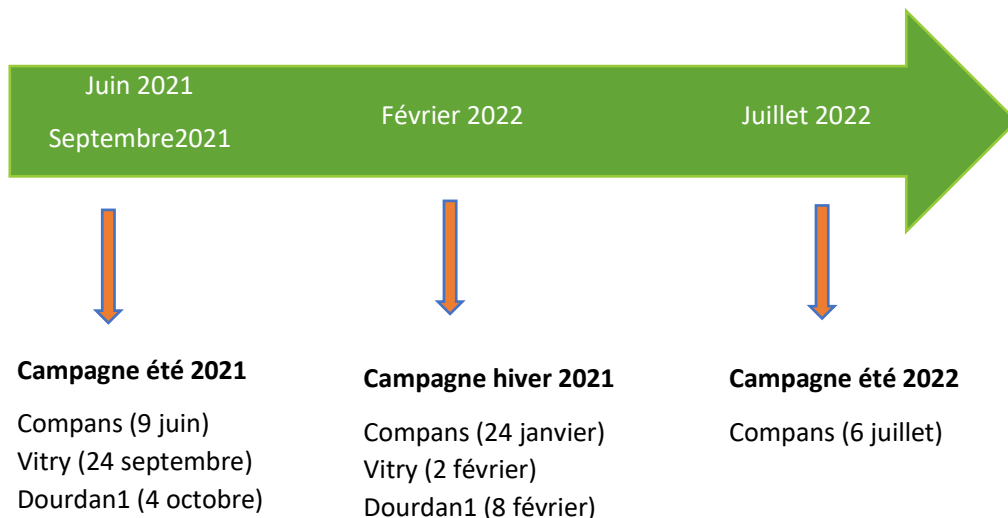 Juin 2021
Septembre2021
Février 2022
Juillet 2022
Campagne été 2021
Compans (9 juin)
Vitry (24 septembre)
Dourdan1 (4 octobre)
Campagne hiver 2021
Compans (24 janvier)
Vitry (2 février)
Dourdan1 (8 février)
Campagne été 2022
Compans (6 juillet)